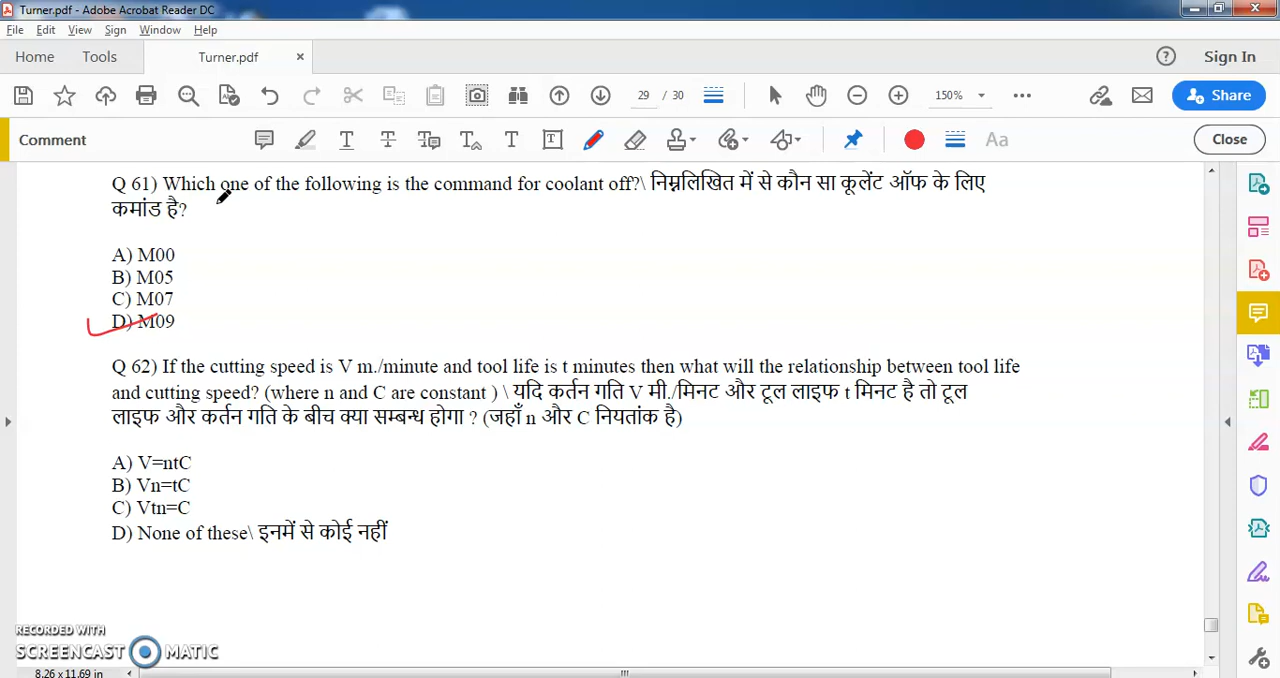 Turner.pdf - Adobe Acrobat Reader DC
File Edit View Sign Window Help
Home Tools Turner.pdf × ? Sign In
29 / 30 150% Share
Comment Aa Close
Q 61) Which one of the following is the command for coolant off?\ निम्नलिखित में से कौन सा कूलेंट ऑफ के लिए
कमांड है?
A) M00
B) M05
C) M07
D) M09
Q 62) If the cutting speed is V m./minute and tool life is t minutes then what will the relationship between tool life
and cutting speed? (where n and C are constant ) \ यदि कर्तन गति V मी./मिनट और टूल लाइफ t मिनट है तो टूल
लाइफ और कर्तन गति के बीच क्या सम्बन्ध होगा ? (जहाँ n और C नियतांक है)
A) V=ntC
B) Vn=tC
C) Vtn=C
D) None of these\ इनमें से कोई नहीं
RECORDED WITH
SCREENCAST MATIC
8.26 x 11.69 in